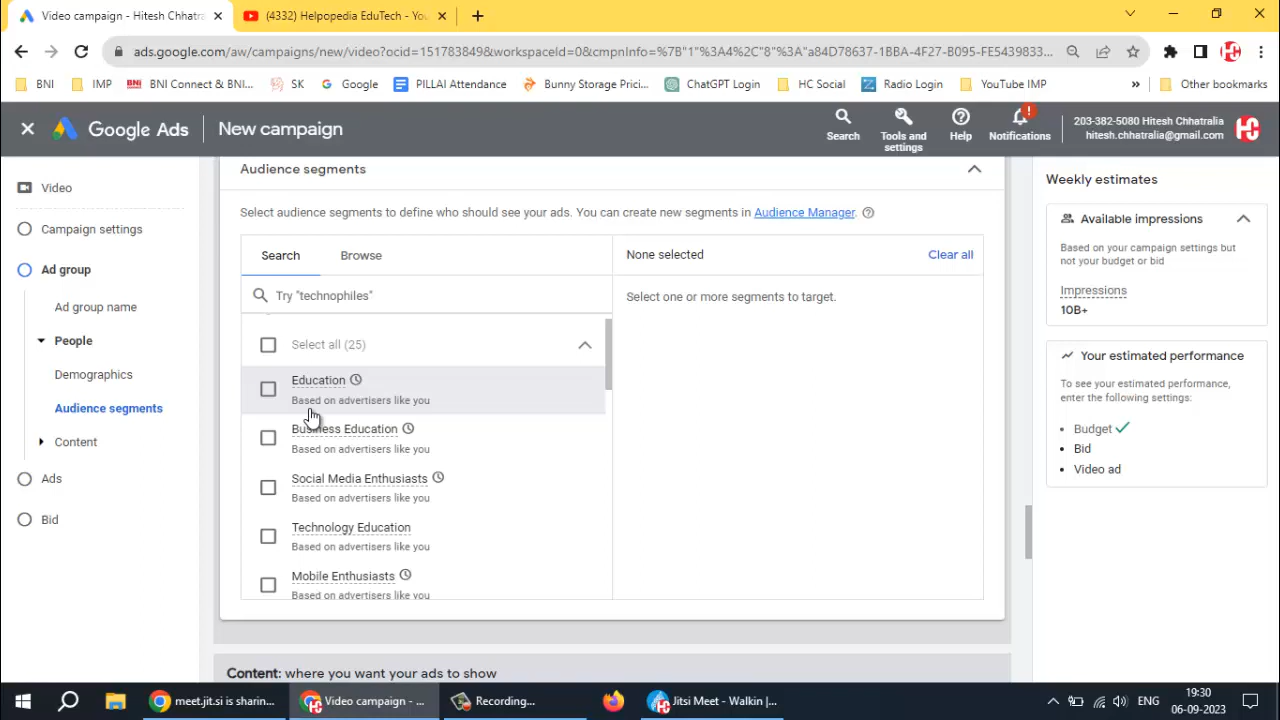 Video campaign - Hitesh Chhatralia
(4332) Helpopedia EduTech - You
ads.google.com/aw/campaigns/new/video?ocid=151783849&workspaceId=0&cmpnInfo=%7B"1"%3A4%2C"8"%3A"a84D78637-1BBA-4F27-B095-FE5439833...
BNI
IMP
BNI Connect & BNI...
SK
Google
PILLAI Attendance
Bunny Storage Prici...
ChatGPT Login
HC Social
Radio Login
YouTube IMP
»
Other bookmarks
Google Ads
New campaign
Search
Tools and settings
Help
Notifications
203-382-5080 Hitesh Chhatralia
hitesh.chhatralia@gmail.com
Video
Campaign settings
Ad group
Ad group name
People
Demographics
Audience segments
Content
Ads
Bid
Audience segments
Select audience segments to define who should see your ads. You can create new segments in Audience Manager.
Search
Browse
None selected
Clear all
Try "technophiles"
Select one or more segments to target.
Select all (25)
Education
Based on advertisers like you
Business Education
Based on advertisers like you
Social Media Enthusiasts
Based on advertisers like you
Technology Education
Based on advertisers like you
Mobile Enthusiasts
Based on advertisers like you
Content: where you want your ads to show
Weekly estimates
Available impressions
Based on your campaign settings but
not your budget or bid
Impressions
10B+
Your estimated performance
To see your estimated performance,
enter the following settings:
• Budget
• Bid
• Video ad
meet.jit.si is sharin...
Video campaign - ...
Recording...
Jitsi Meet - Walkin |...
ENG
19:30
06-09-2023